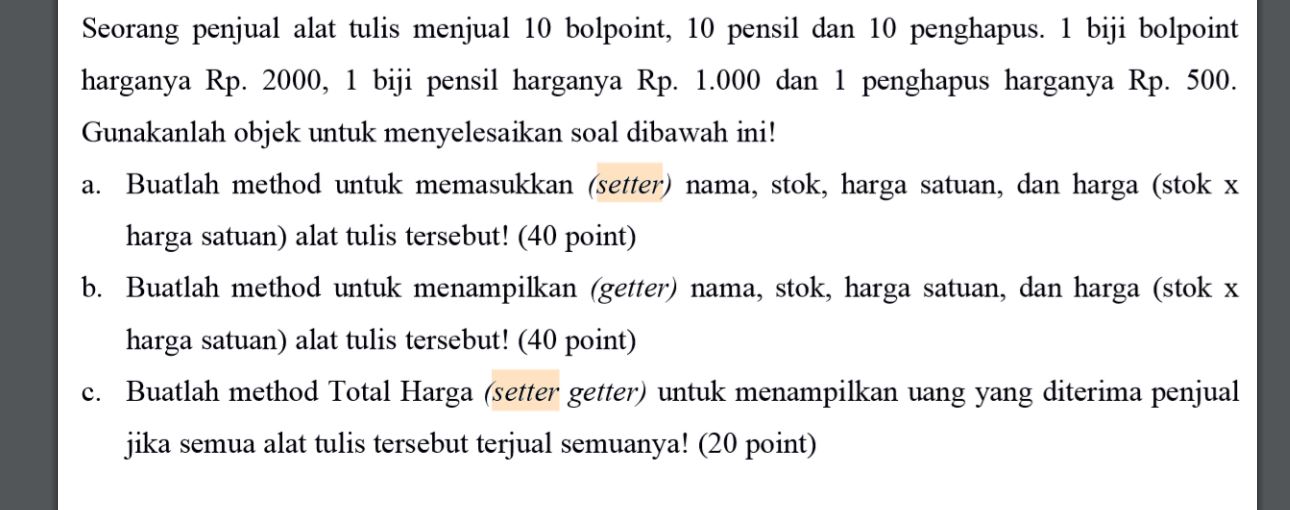 Seorang penjual alat tulis menjual 10 bolpoint, 10 pensil dan 10 penghapus. 1 biji bolpoint
harganya Rp. 2000, 1 biji pensil harganya Rp. 1.000 dan 1 penghapus harganya Rp. 500.
Gunakanlah objek untuk menyelesaikan soal dibawah ini!
a. Buatlah method untuk memasukkan (setter) nama, stok, harga satuan, dan harga (stok x
harga satuan) alat tulis tersebut! (40 point)
b. Buatlah method untuk menampilkan (getter) nama, stok, harga satuan, dan harga (stok x
harga satuan) alat tulis tersebut! (40 point)
c. Buatlah method Total Harga (setter getter) untuk menampilkan uang yang diterima penjual
jika semua alat tulis tersebut terjual semuanya! (20 point)